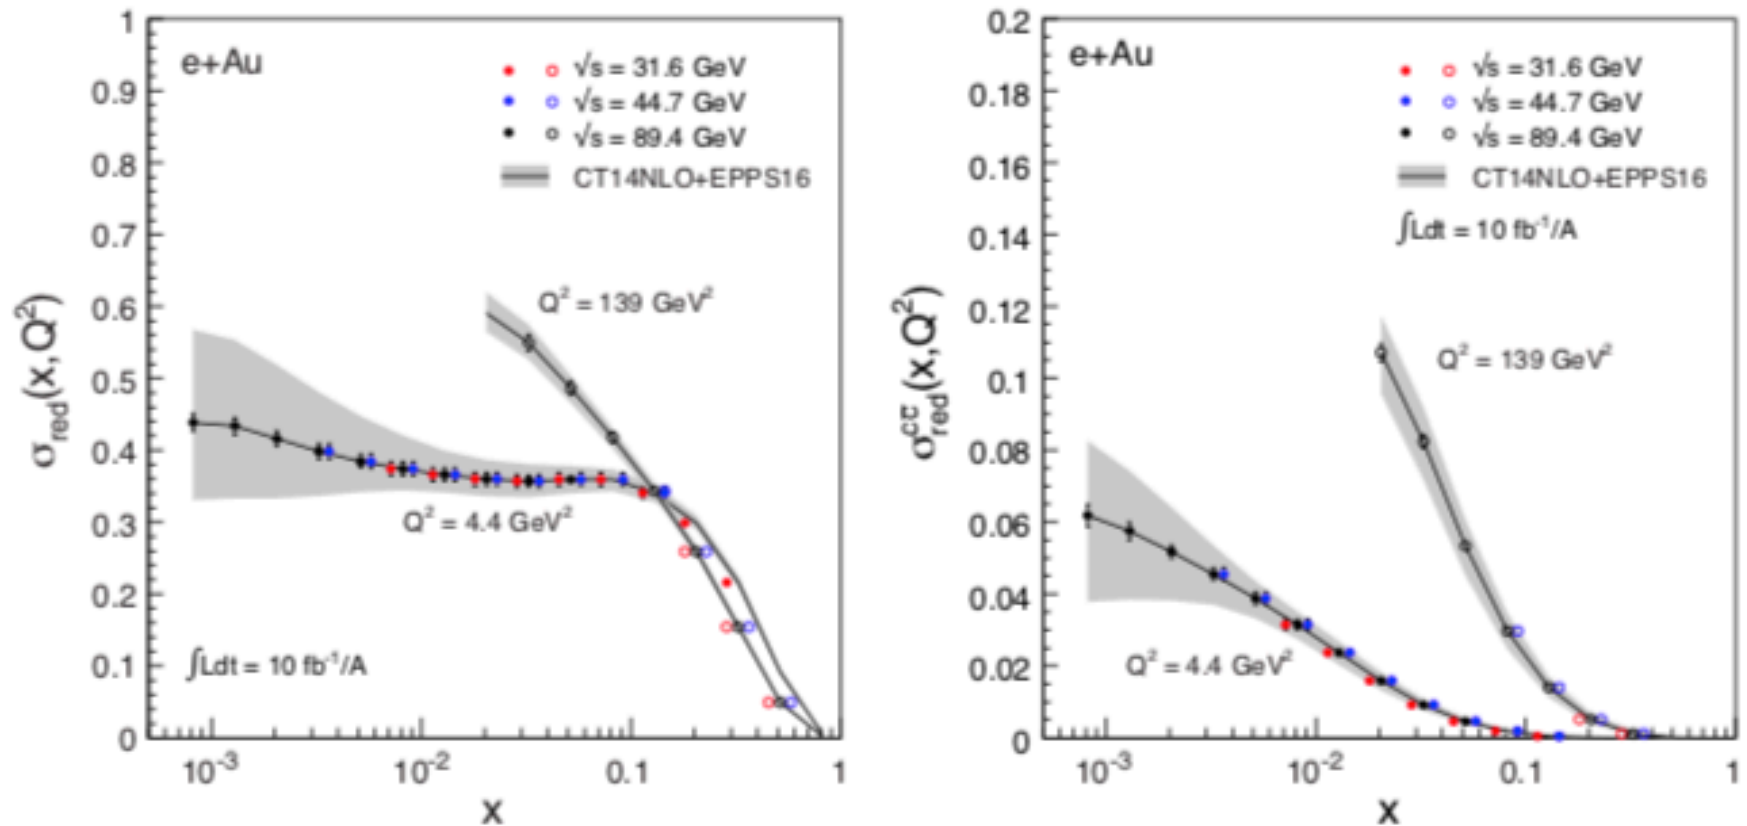 e+Au
√s = 31.6 GeV
√s = 44.7 GeV
√s = 89.4 GeV
CT14NLO+EPPS16
Q² = 139 GeV²
Q² = 4.4 GeV²
∫Ldt = 10 fb⁻¹/A
σred(x,Q²)
1
0.9
0.8
0.7
0.6
0.5
0.4
0.3
0.2
0.1
0
10⁻³ 10⁻² 0.1 1
x
e+Au
√s = 31.6 GeV
√s = 44.7 GeV
√s = 89.4 GeV
CT14NLO+EPPS16
∫Ldt = 10 fb⁻¹/A
Q² = 139 GeV²
Q² = 4.4 GeV²
σ^{cc̄}_{red}(x,Q²)
0.2
0.18
0.16
0.14
0.12
0.1
0.08
0.06
0.04
0.02
0
10⁻³ 10⁻² 0.1 1
x